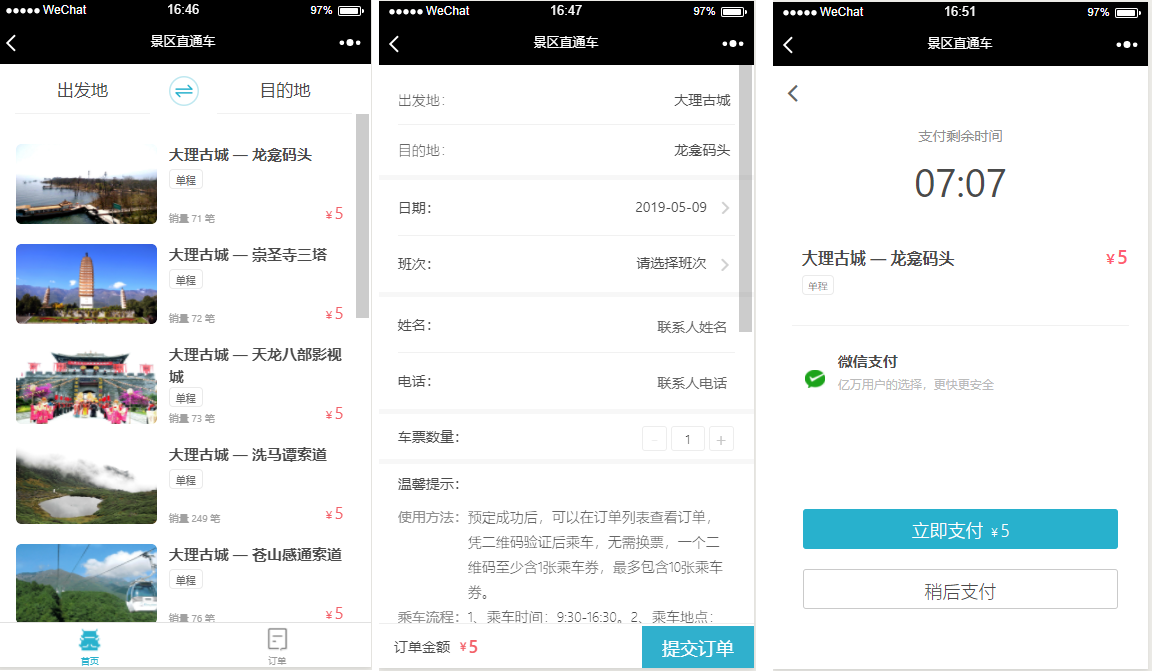 WeChat 16:46 97%
景区直通车
出发地 目的地
大理古城 — 龙龛码头
单程
销量 71 笔 ¥ 5
大理古城 — 崇圣寺三塔
单程
销量 72 笔 ¥ 5
大理古城 — 天龙八部影视
城
单程
销量 73 笔 ¥ 5
大理古城 — 洗马谭索道
单程
销量 249 笔 ¥ 5
大理古城 — 苍山感通索道
单程
销量 76 笔 ¥ 5
首页 订单
WeChat 16:47 97%
景区直通车
出发地: 大理古城
目的地: 龙龛码头
日期: 2019-05-09
班次: 请选择班次
姓名: 联系人姓名
电话: 联系人电话
车票数量: - 1 +
温馨提示:
使用方法: 预定成功后，可以在订单列表查看订单，
凭二维码验证后乘车，无需换票，一个二
维码至少含1张乘车券，最多包含10张乘车
券。
乘车流程: 1、乘车时间：9:30-16:30。2、乘车地点：
订单金额 ¥ 5 提交订单
WeChat 16:51 97%
景区直通车
支付剩余时间
07:07
大理古城 — 龙龛码头 ¥ 5
单程
微信支付
亿万用户的选择，更快更安全
立即支付 ¥ 5
稍后支付